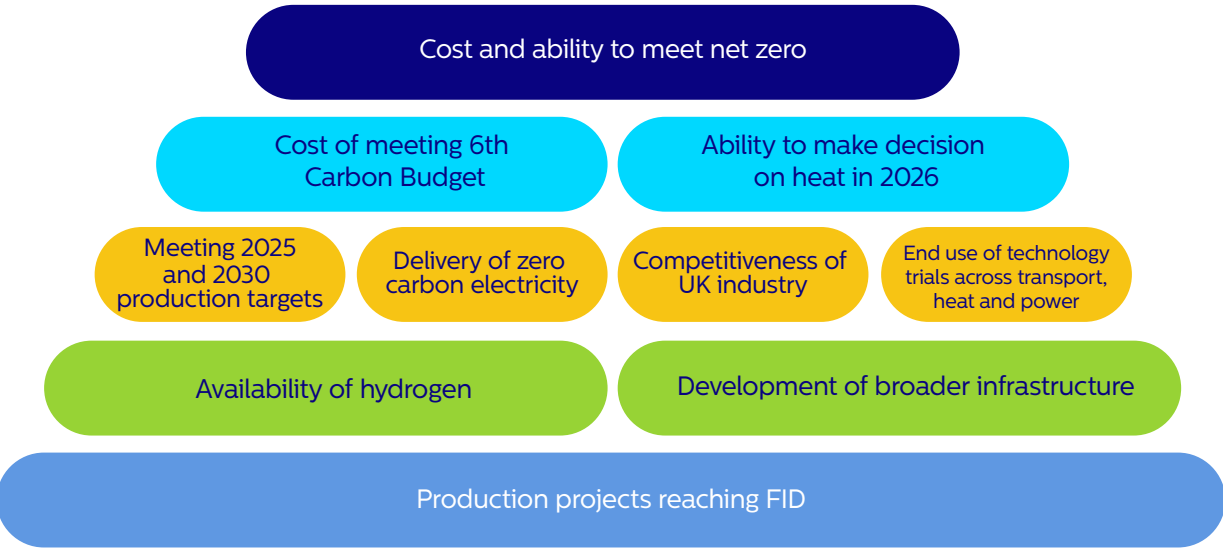 Cost and ability to meet net zero
Cost of meeting 6th
Carbon Budget
Ability to make decision
on heat in 2026
Meeting 2025
and 2030
production targets
Delivery of zero
carbon electricity
Competitiveness of
UK industry
End use of technology
trials across transport,
heat and power
Availability of hydrogen
Development of broader infrastructure
Production projects reaching FID